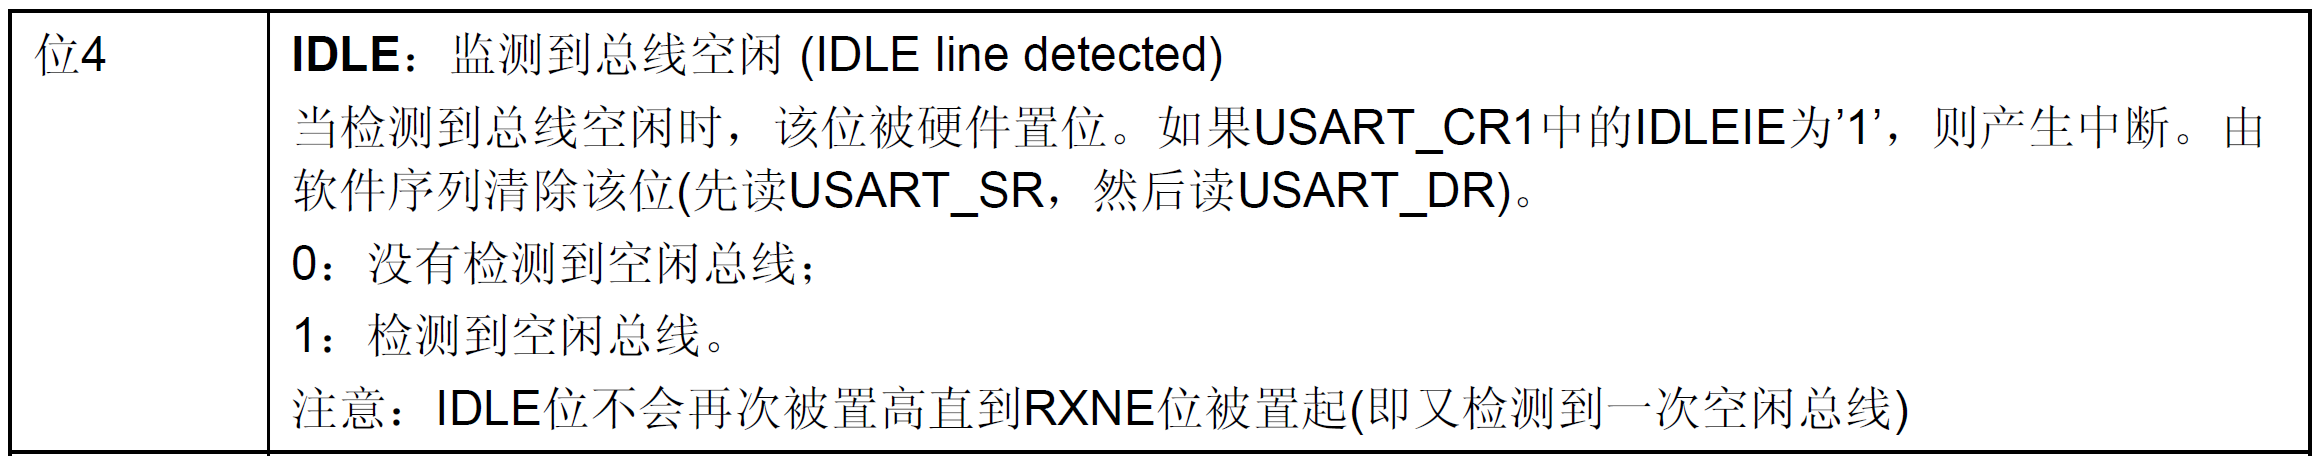 位4
IDLE：监测到总线空闲 (IDLE line detected)
当检测到总线空闲时，该位被硬件置位。如果USART_CR1中的IDLEIE为’1’，则产生中断。由
软件序列清除该位(先读USART_SR，然后读USART_DR)。
0：没有检测到空闲总线；
1：检测到空闲总线。
注意：IDLE位不会再次被置高直到RXNE位被置起(即又检测到一次空闲总线)